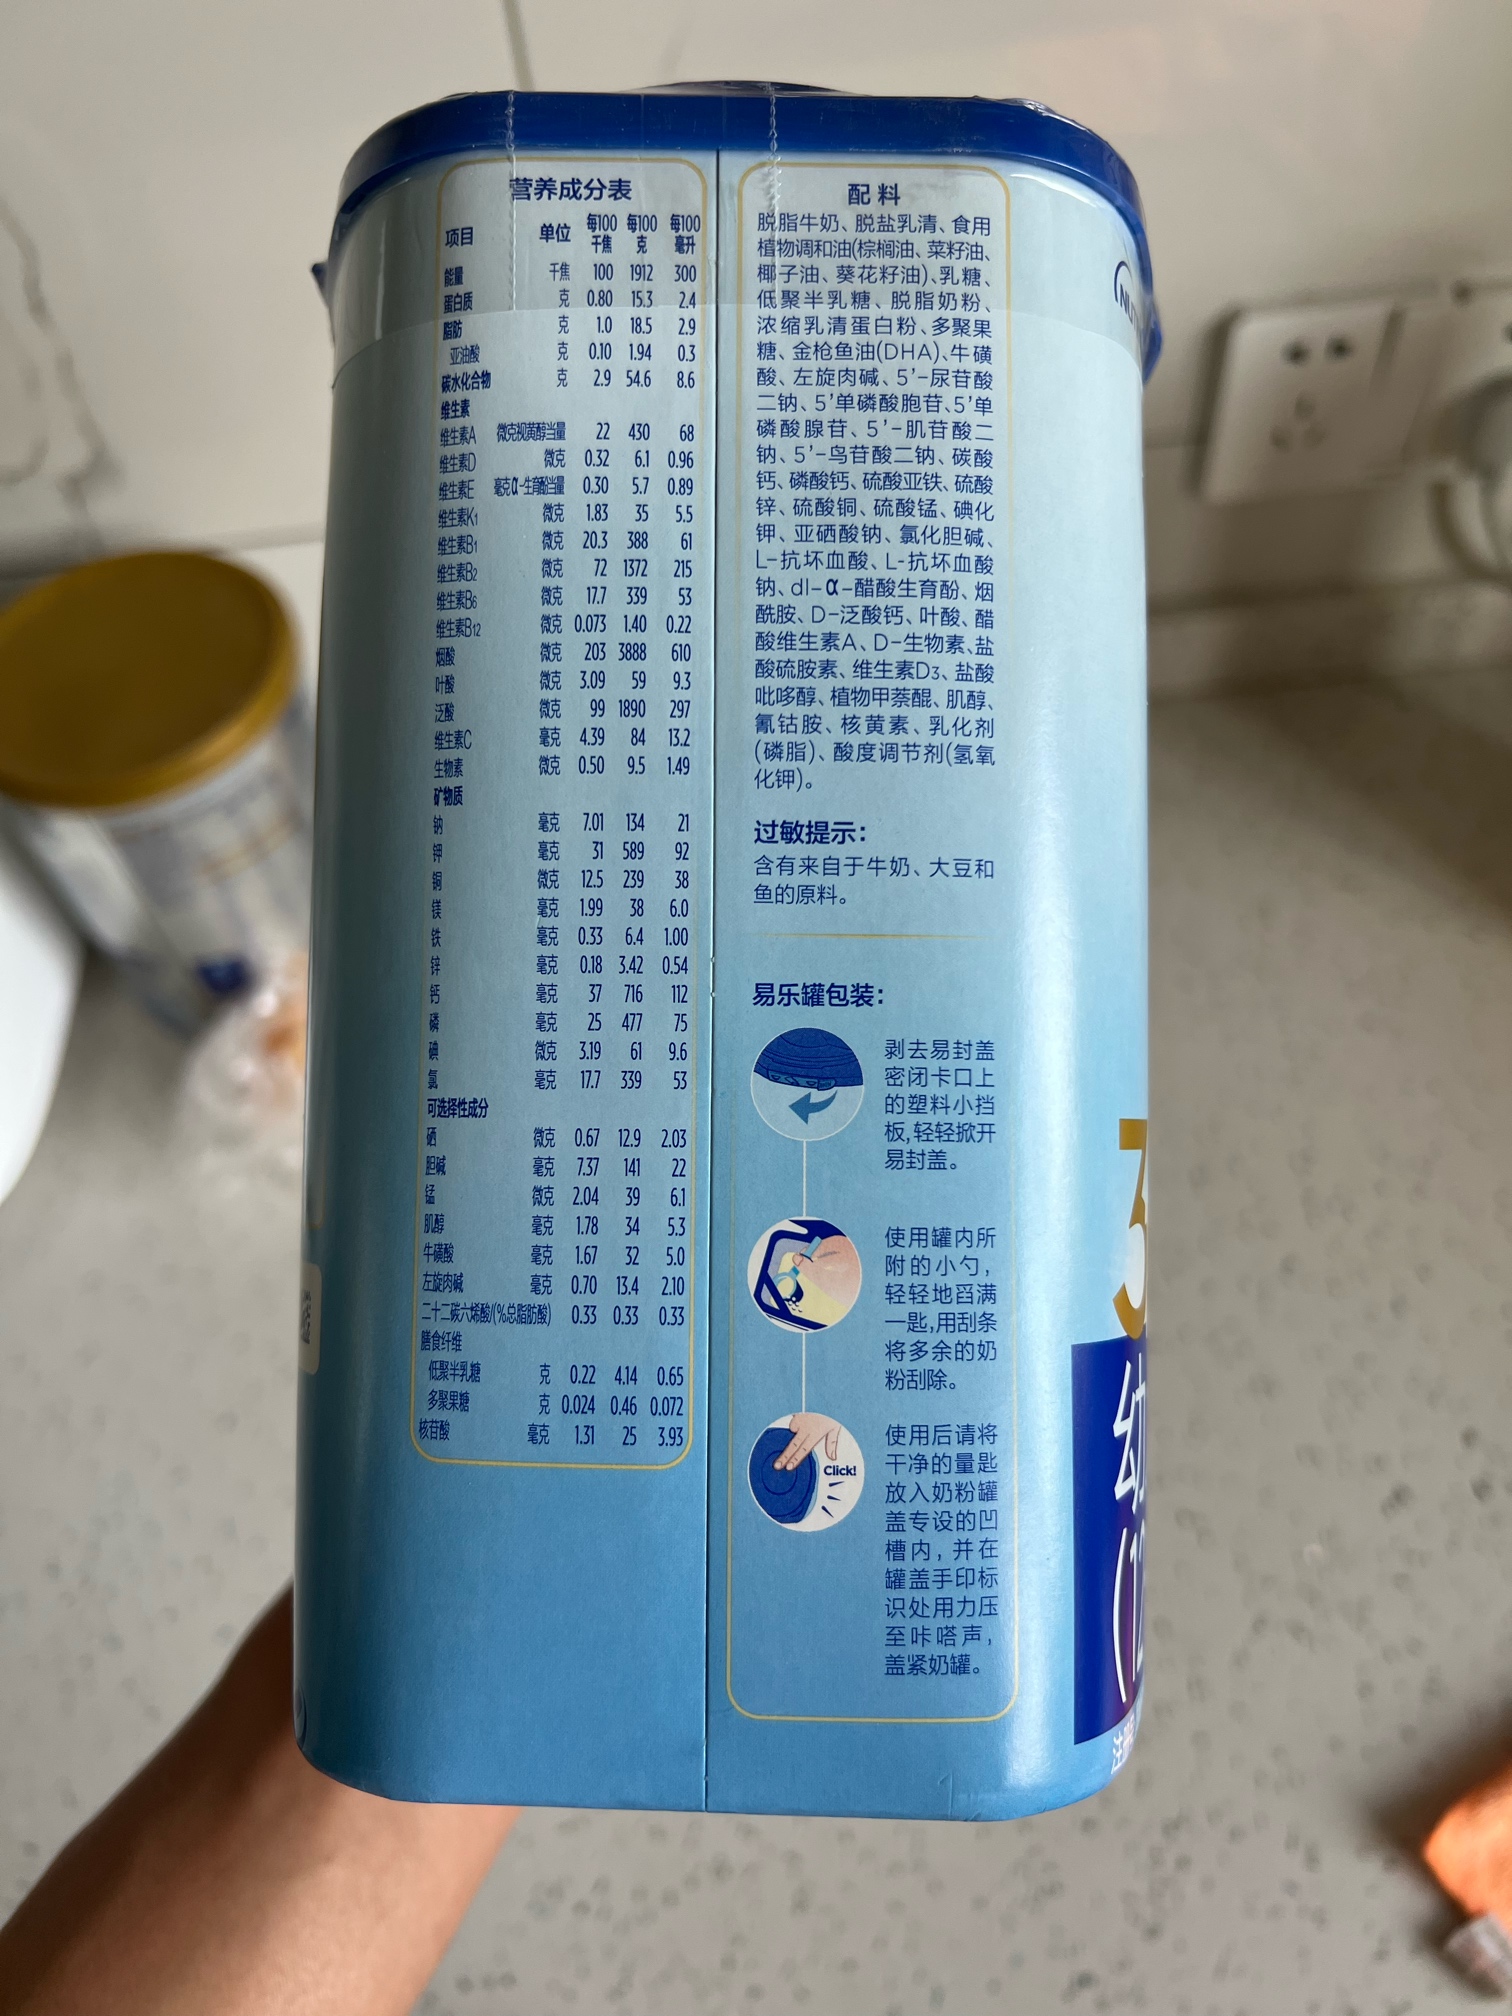 营养成分表
项目 单位 每100千焦 每100克 每100毫升
能量 千焦 100 1912 300
蛋白质 克 0.80 15.3 2.4
脂肪 克 1.0 18.5 2.9
亚油酸 克 0.10 1.94 0.3
碳水化合物 克 2.9 54.6 8.6
维生素
维生素A 微克视黄醇当量 22 430 68
维生素D 微克 0.32 6.1 0.96
维生素E 毫克α-生育酚当量 0.30 5.7 0.89
维生素K1 微克 1.83 35 5.5
维生素B1 微克 20.3 388 61
维生素B2 微克 72 1372 215
维生素B6 微克 17.7 339 53
维生素B12 微克 0.073 1.40 0.22
烟酸 微克 203 3888 610
叶酸 微克 3.09 59 9.3
泛酸 微克 99 1890 297
维生素C 毫克 4.39 84 13.2
生物素 微克 0.50 9.5 1.49
矿物质
钠 毫克 7.01 134 21
钾 毫克 31 589 92
铜 微克 12.5 239 38
镁 毫克 1.99 38 6.0
铁 毫克 0.33 6.4 1.00
锌 毫克 0.18 3.42 0.54
钙 毫克 37 716 112
磷 毫克 25 477 75
碘 微克 3.19 61 9.6
氯 毫克 17.7 339 53
可选择性成分
硒 微克 0.67 12.9 2.03
胆碱 毫克 7.37 141 22
锰 微克 2.04 39 6.1
肌醇 毫克 1.78 34 5.3
牛磺酸 毫克 1.67 32 5.0
左旋肉碱 毫克 0.70 13.4 2.10
二十二碳六烯酸/(%总脂肪酸) 0.33 0.33 0.33
膳食纤维
低聚半乳糖 克 0.22 4.14 0.65
多聚果糖 克 0.024 0.46 0.072
核苷酸 毫克 1.31 25 3.93
配料
脱脂牛奶、脱盐乳清、食用
植物调和油(棕榈油、菜籽油、
椰子油、葵花籽油)、乳糖、
低聚半乳糖、脱脂奶粉、
浓缩乳清蛋白粉、多聚果
糖、金枪鱼油(DHA)、牛磺
酸、左旋肉碱、5’-尿苷酸
二钠、5’单磷酸胞苷、5’单
磷酸腺苷、5’-肌苷酸二
钠、5’-鸟苷酸二钠、碳酸
钙、磷酸钙、硫酸亚铁、硫酸
锌、硫酸铜、硫酸锰、碘化
钾、亚硒酸钠、氯化胆碱、
L-抗坏血酸、L-抗坏血酸
钠、dl-α-醋酸生育酚、烟
酰胺、D-泛酸钙、叶酸、醋
酸维生素A、D-生物素、盐
酸硫胺素、维生素D3、盐酸
吡哆醇、植物甲萘醌、肌醇、
氰钴胺、核黄素、乳化剂
(磷脂)、酸度调节剂(氢氧
化钾)。
过敏提示：
含有来自于牛奶、大豆和
鱼的原料。
易乐罐包装：
剥去易封盖
密闭卡口上
的塑料小挡
板,轻轻掀开
易封盖。
使用罐内所
附的小勺，
轻轻地舀满
一匙,用刮条
将多余的奶
粉刮除。
Click!
使用后请将
干净的量匙
放入奶粉罐
盖专设的凹
槽内，并在
罐盖手印标
识处用力压
至咔嗒声，
盖紧奶罐。
3
幼